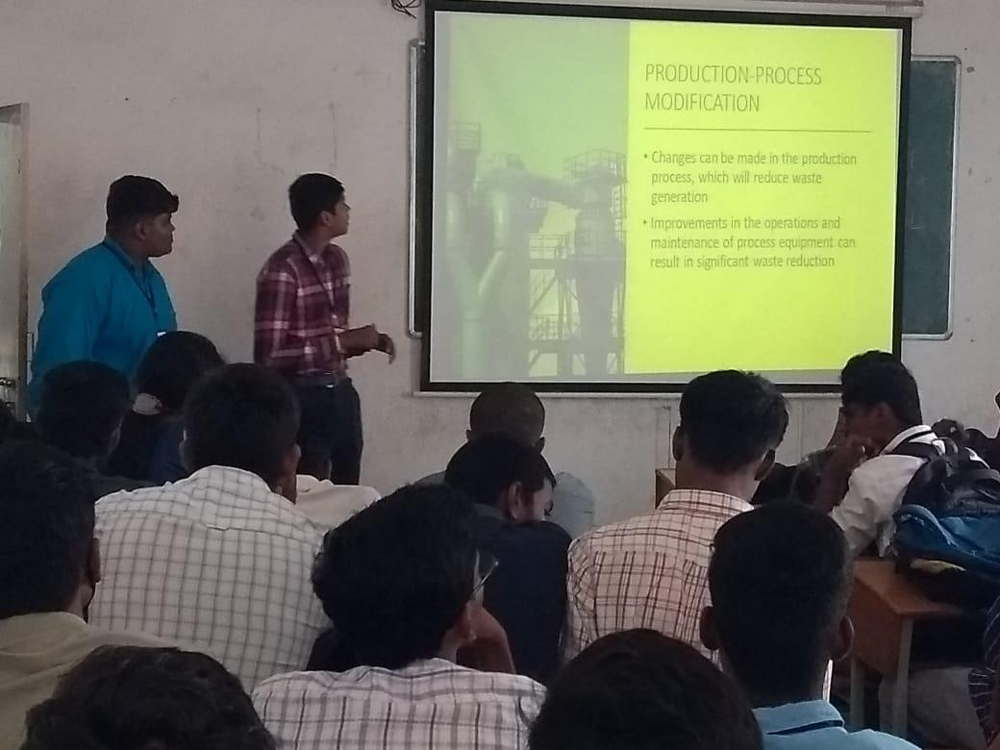 PRODUCTION-PROCESS
MODIFICATION
• Changes can be made in the production
process, which will reduce waste
generation
• Improvements in the operations and
maintenance of process equipment can
result in significant waste reduction